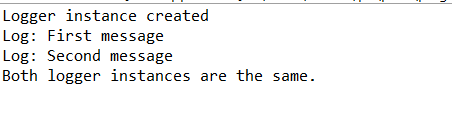 Logger instance created
Log: First message
Log: Second message
Both logger instances are the same.